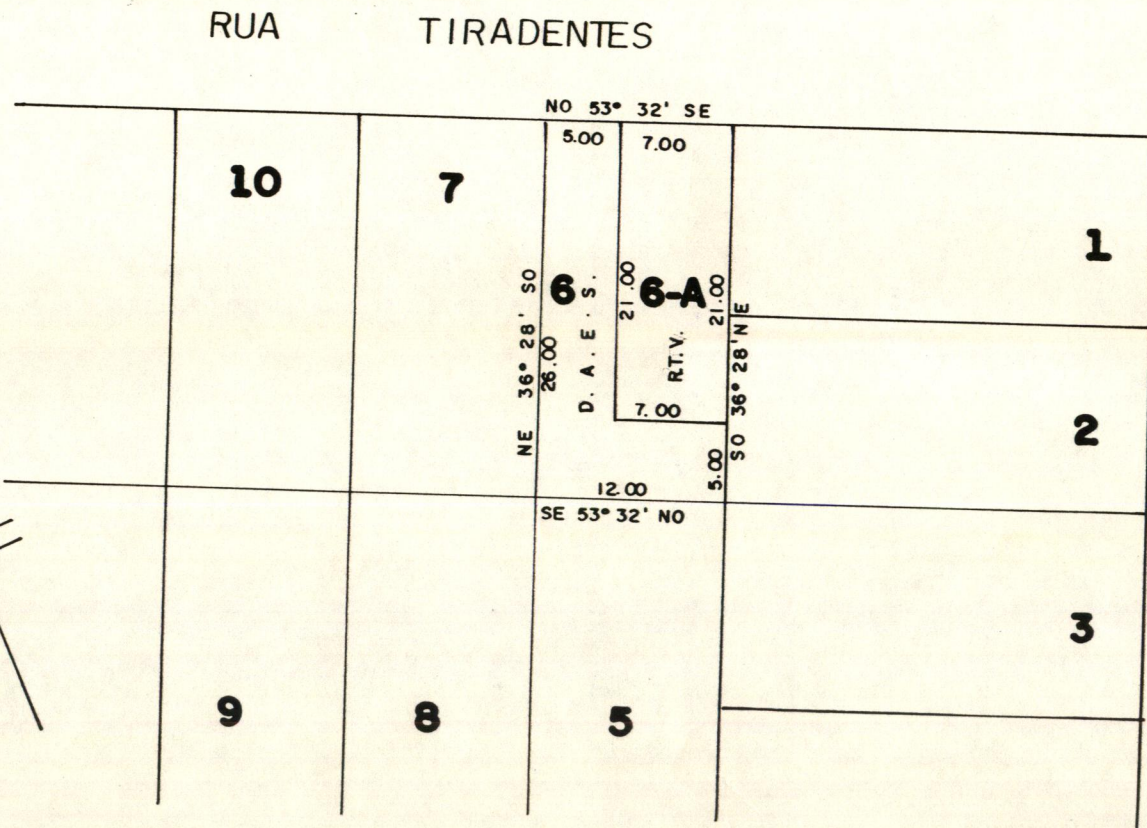 RUA TIRADENTES
NO 53° 32' SE
5.00
7.00
10
7
1
6
D. A. E. S.
21.00
6-A
R.T.V.
21.00
NE 36° 28' SO
26.00
SO 36° 28' NE
7.00
2
5.00
12.00
SE 53° 32' NO
3
9
8
5